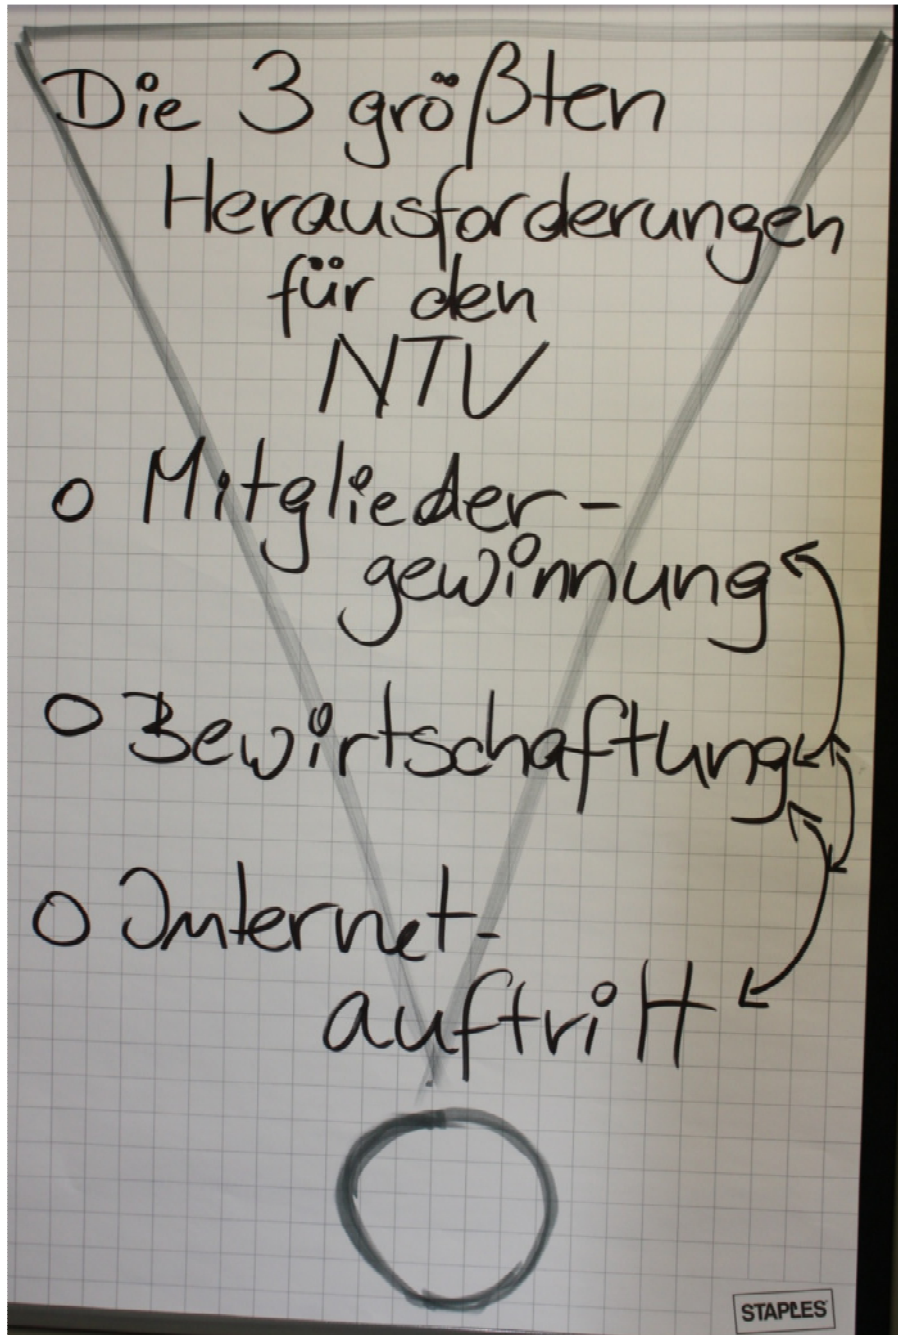 Die 3 größten
Herausforderungen
für den
NTV
o Mitglieder-
gewinnung
o Bewirtschaftung
o Internet-
auftritt
STAPLES